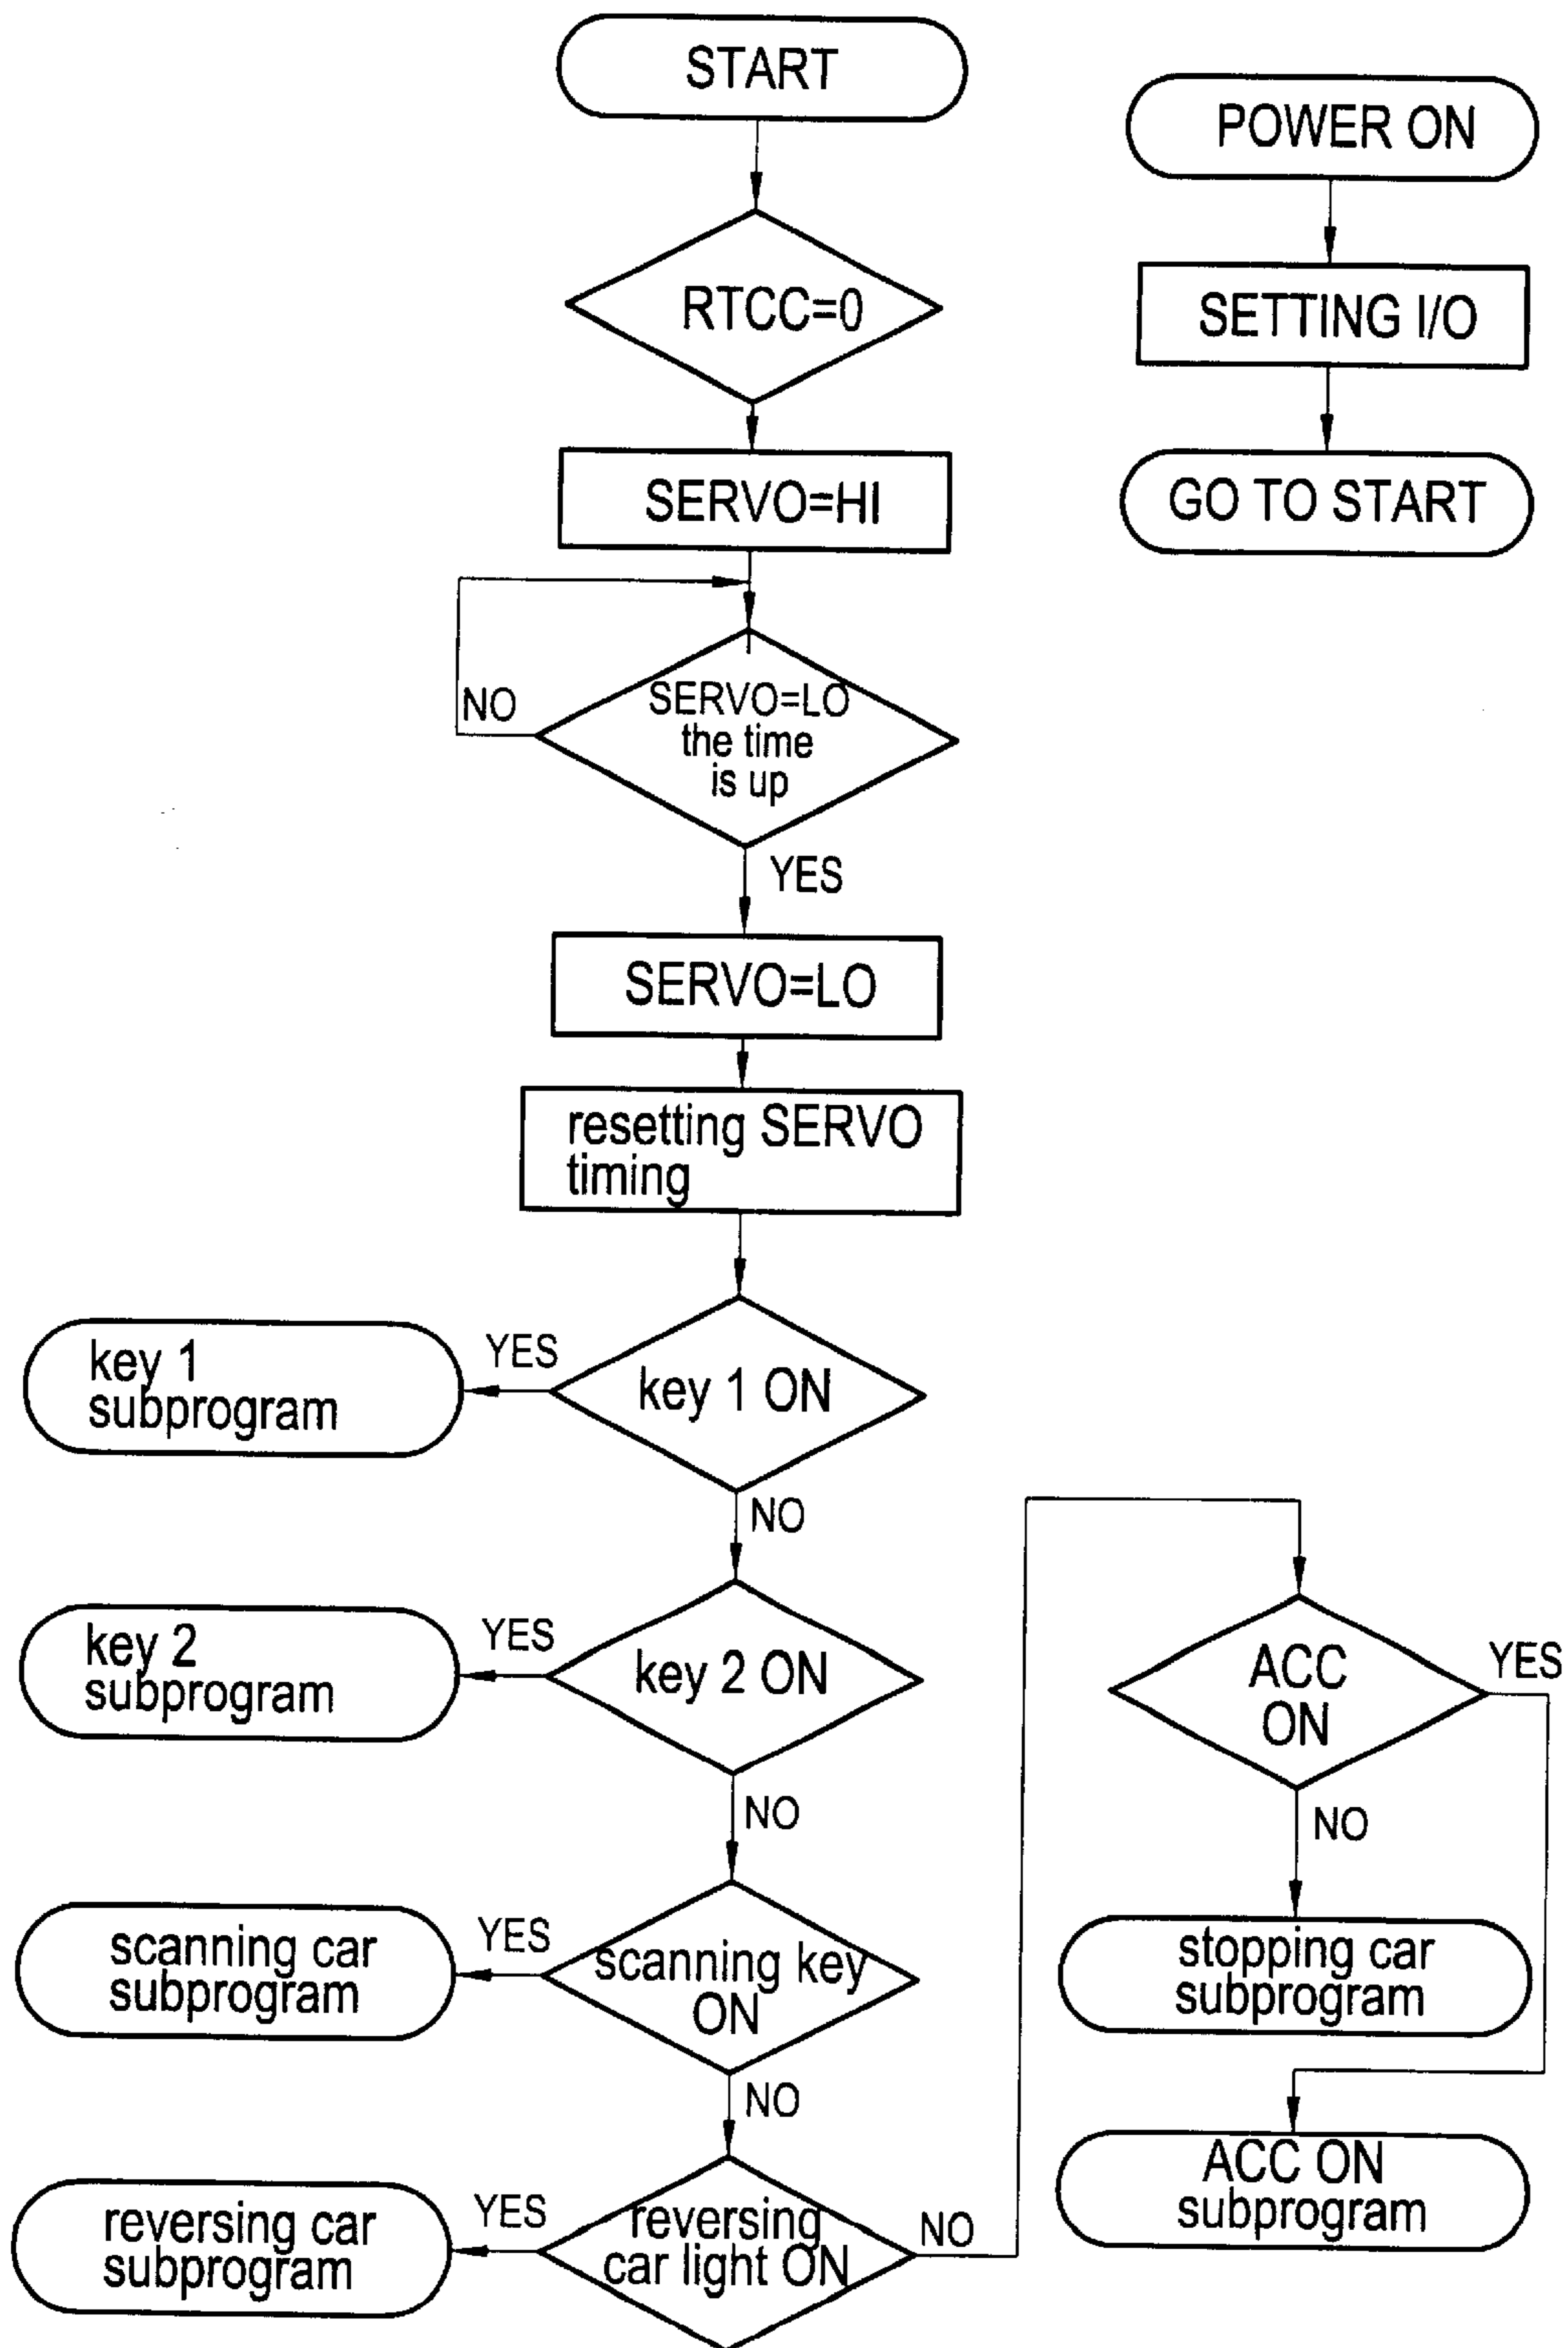 START
RTCC=0
SERVO=HI
NO
SERVO=LO
the time
is up
YES
SERVO=LO
resetting SERVO
timing
key 1 ON
YES
key 1
subprogram
NO
key 2 ON
YES
key 2
subprogram
NO
scanning key
ON
YES
scanning car
subprogram
NO
reversing
car light ON
YES
reversing car
subprogram
NO
ACC
ON
YES
NO
stopping car
subprogram
ACC ON
subprogram
POWER ON
SETTING I/O
GO TO START